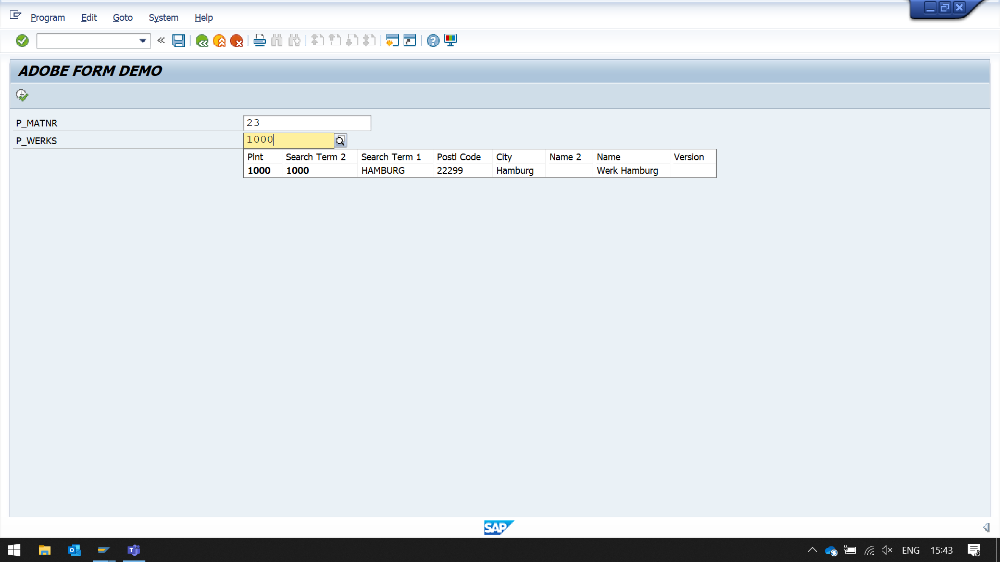 Program Edit Goto System Help
ADOBE FORM DEMO
P_MATNR 23
P_WERKS 1000
Plnt Search Term 2 Search Term 1 Postl Code City Name 2 Name Version
1000 1000 HAMBURG 22299 Hamburg Werk Hamburg
SAP
ENG 15:43